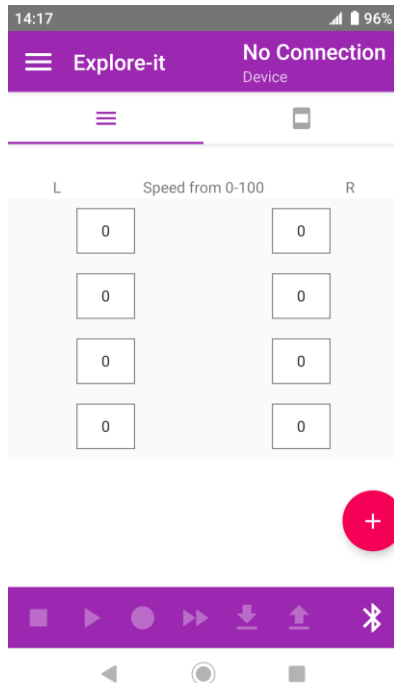 14:17 96%
Explore-it No Connection
Device
L Speed from 0-100 R
0 0
0 0
0 0
0 0
+